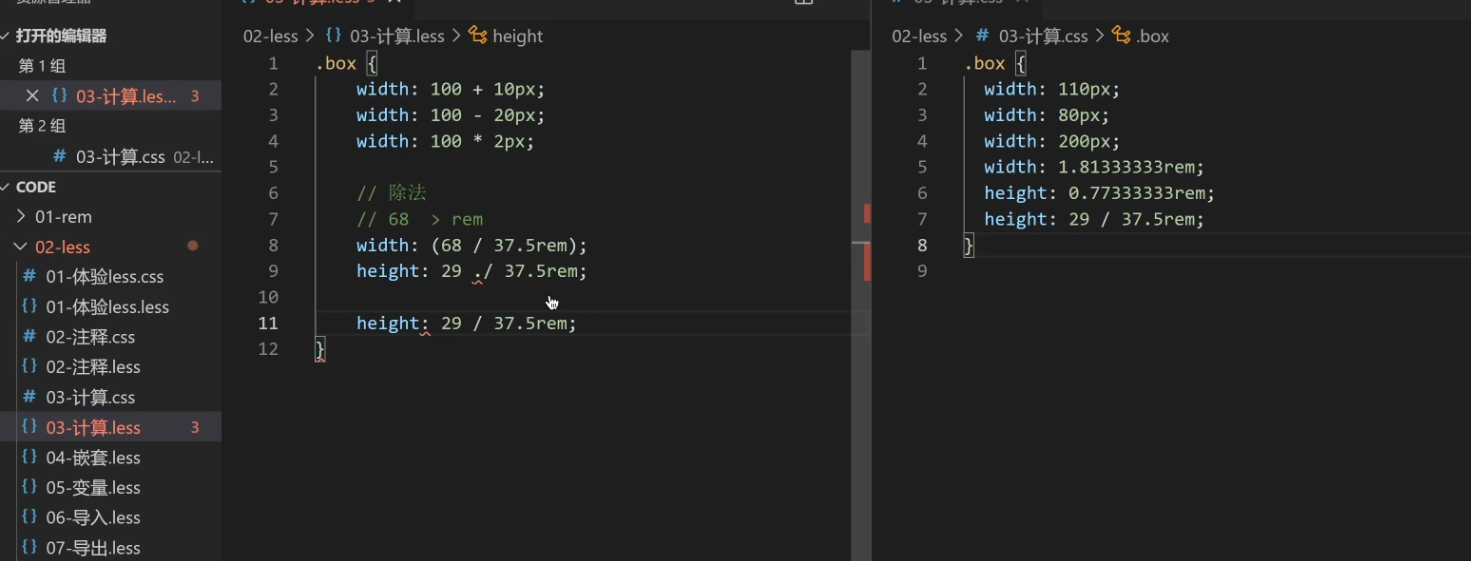 打开的编辑器
第 1 组
03-计算.les... 3
第 2 组
03-计算.css 02-l...
CODE
01-rem
02-less
01-体验less.css
01-体验less.less
02-注释.css
02-注释.less
03-计算.css
03-计算.less 3
04-嵌套.less
05-变量.less
06-导入.less
07-导出.less
02-less > {} 03-计算.less > height
1 .box {
2 width: 100 + 10px;
3 width: 100 - 20px;
4 width: 100 * 2px;
5
6 // 除法
7 // 68 > rem
8 width: (68 / 37.5rem);
9 height: 29 ./ 37.5rem;
10
11 height: 29 / 37.5rem;
12 }
02-less > # 03-计算.css > .box
1 .box {
2 width: 110px;
3 width: 80px;
4 width: 200px;
5 width: 1.81333333rem;
6 height: 0.77333333rem;
7 height: 29 / 37.5rem;
8 }
9